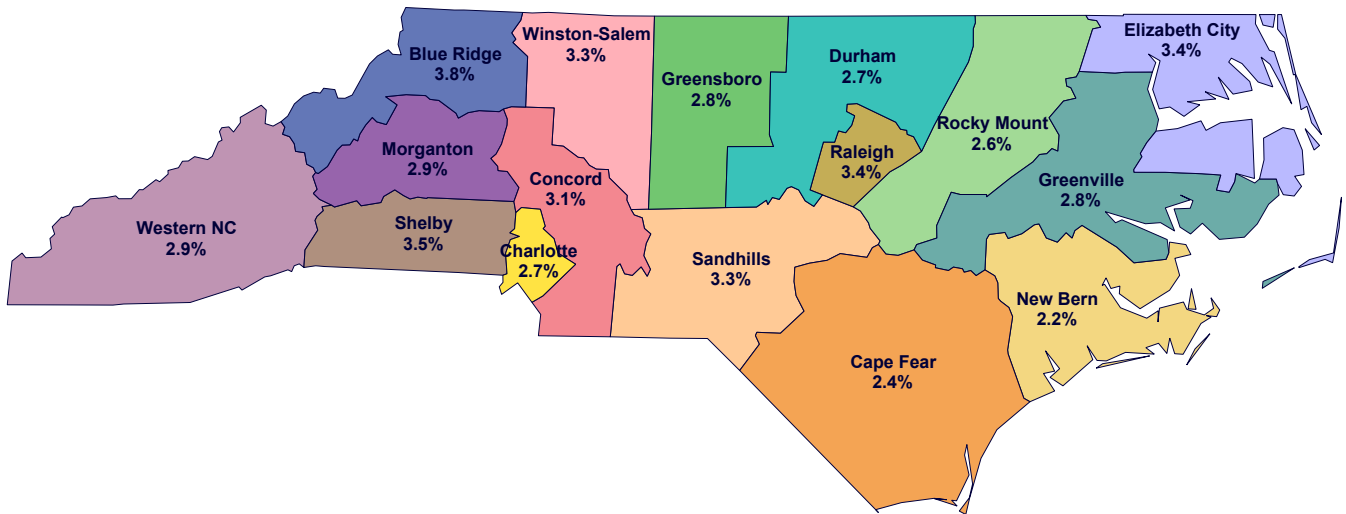 Elizabeth City
3.4%
Winston-Salem
3.3%
Blue Ridge
3.8%
Durham
2.7%
Greensboro
2.8%
Rocky Mount
2.6%
Morganton
2.9%
Raleigh
3.4%
Concord
3.1%
Greenville
2.8%
Western NC
2.9%
Shelby
3.5%
Charlotte
2.7%
Sandhills
3.3%
New Bern
2.2%
Cape Fear
2.4%